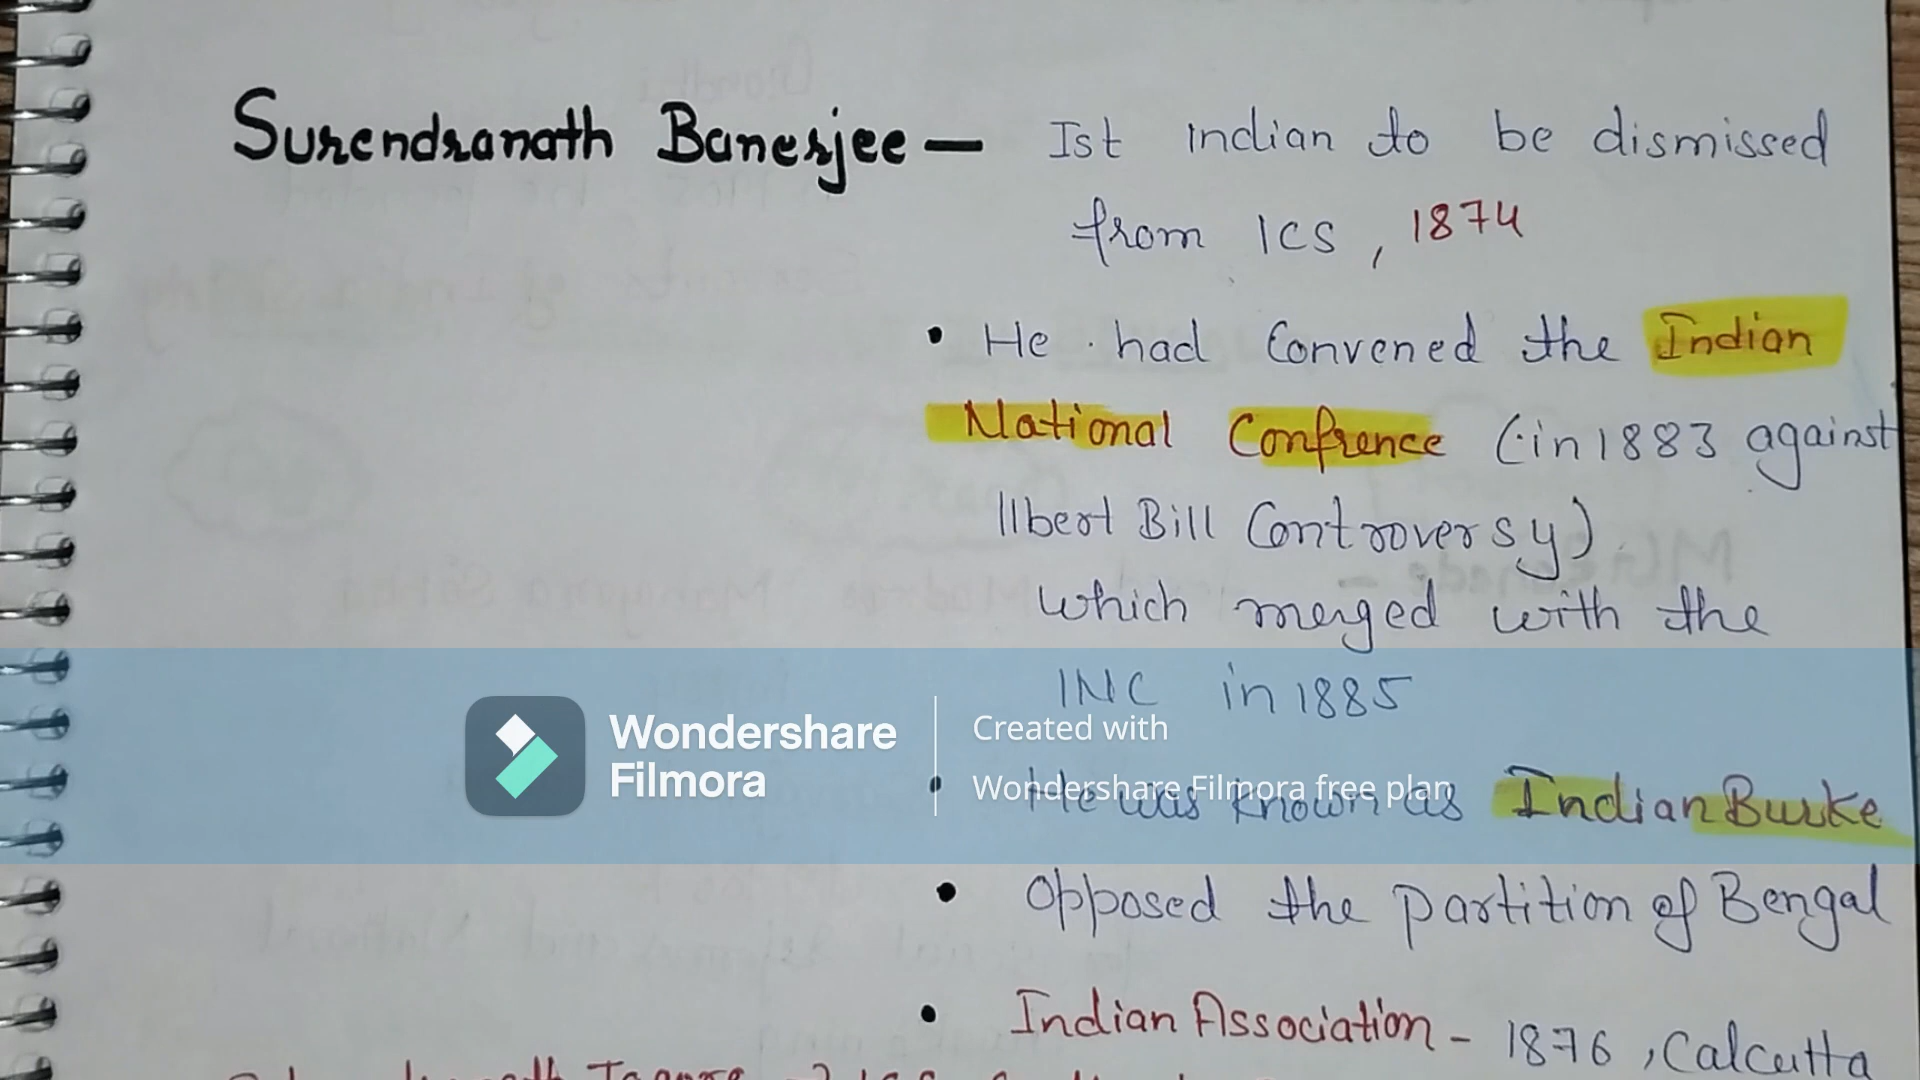 Surendranath Banerjee — Ist Indian to be dismissed
from ICS, 1874
• He had Convened the Indian
National Confrence (in 1883 against
Ilbert Bill Controversy)
which merged with the
INC in 1885
Wondershare
Filmora
Created with
Wondershare Filmora free plan
• He was known as Indian Burke
• Opposed the partition of Bengal
• Indian Association - 1876, Calcutta